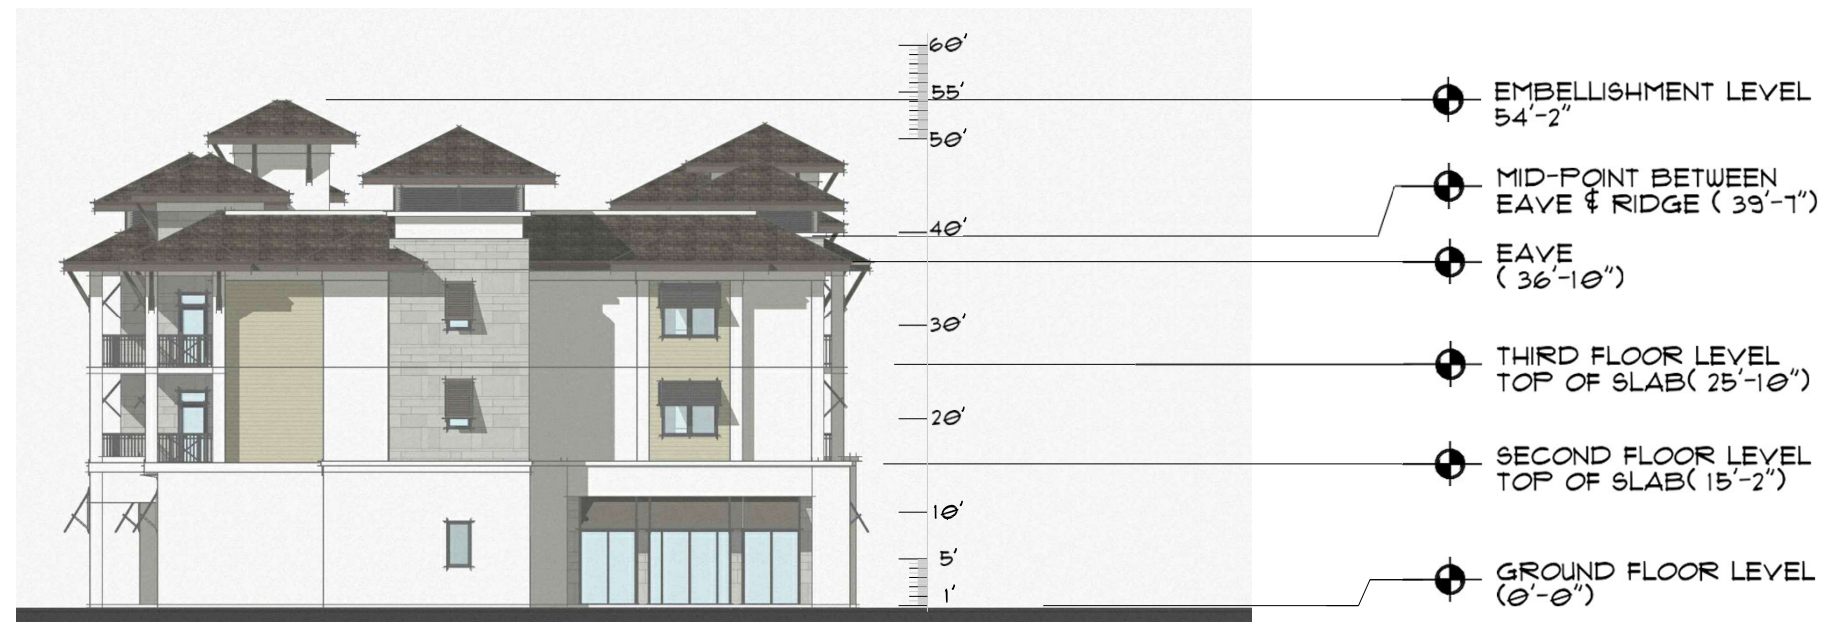 60'
55'
50'
40'
30'
20'
10'
5'
1'
EMBELLISHMENT LEVEL
54'-2"
MID-POINT BETWEEN
EAVE & RIDGE ( 39'-7")
EAVE
( 36'-10")
THIRD FLOOR LEVEL
TOP OF SLAB( 25'-10")
SECOND FLOOR LEVEL
TOP OF SLAB( 15'-2")
GROUND FLOOR LEVEL
(0'-0")